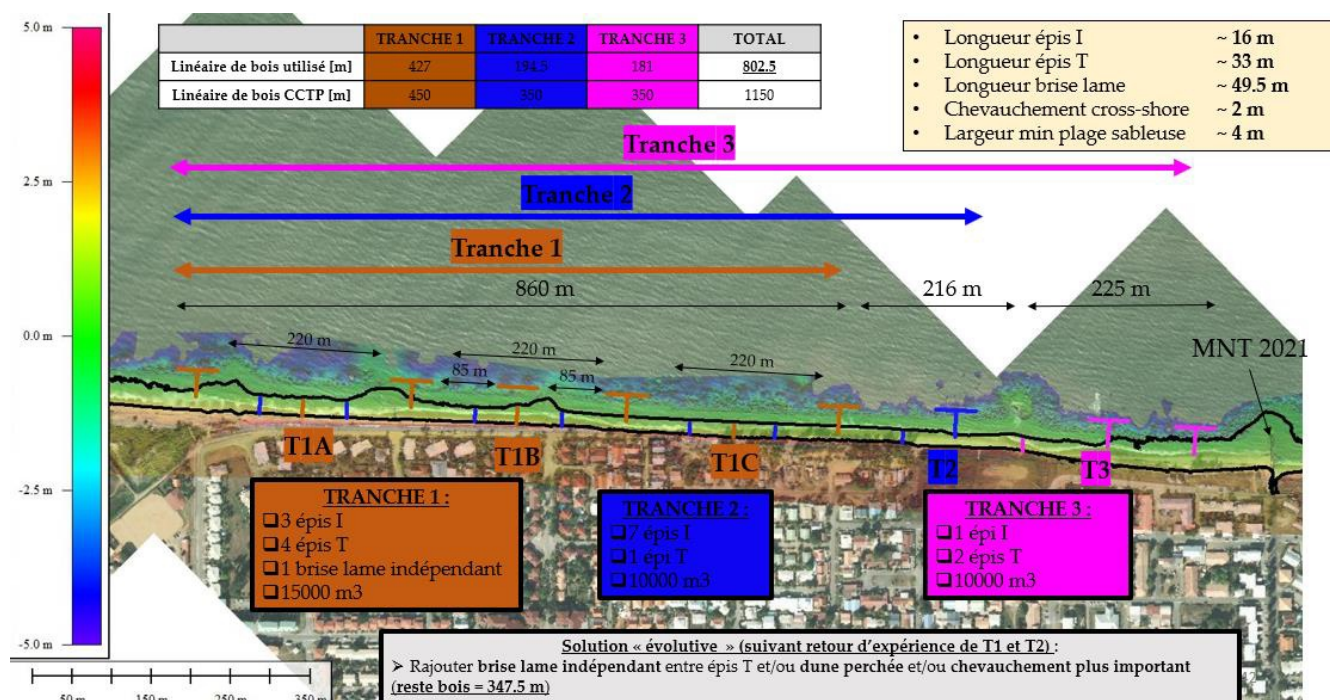 5.0 m
2.5 m
0.0 m
-2.5 m
-5.0 m
TRANCHE 1 TRANCHE 2 TRANCHE 3 TOTAL
Linéaire de bois utilisé [m] 427 194.5 181 802.5
Linéaire de bois CCTP [m] 450 350 350 1150
• Longueur épis I ~ 16 m
• Longueur épis T ~ 33 m
• Longueur brise lame ~ 49.5 m
• Chevauchement cross-shore ~ 2 m
• Largeur min plage sableuse ~ 4 m
Tranche 3
Tranche 2
Tranche 1
860 m 216 m 225 m
220 m 220 m 220 m
85 m 85 m
MNT 2021
T1A T1B T1C T2 T3
TRANCHE 1 :
❑3 épis I
❑4 épis T
❑1 brise lame indépendant
❑15000 m3
TRANCHE 2 :
❑7 épis I
❑1 épi T
❑10000 m3
TRANCHE 3 :
❑1 épi I
❑2 épis T
❑10000 m3
Solution « évolutive » (suivant retour d'expérience de T1 et T2) :
➢ Rajouter brise lame indépendant entre épis T et/ou dune perchée et/ou chevauchement plus important
(reste bois = 347.5 m)
50 m 150 m 250 m 350 m